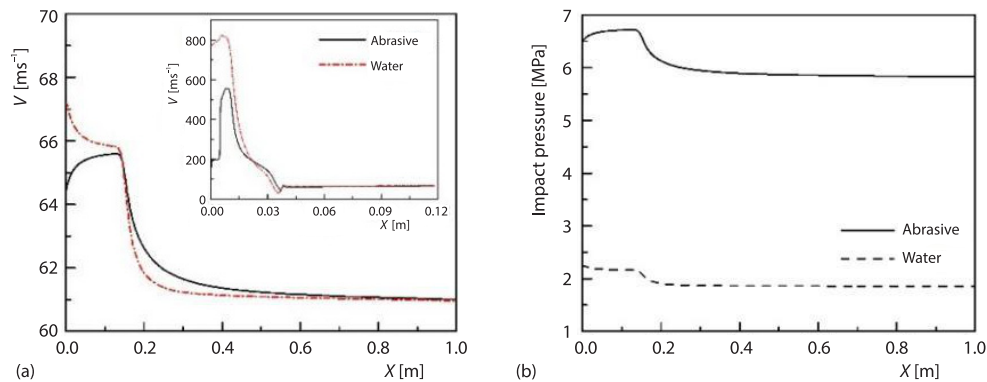 70
68
66
64
62
60
V [ms⁻¹]
0.0 0.2 0.4 0.6 0.8 1.0
X [m]
(a)
800
600
400
200
0
V [ms⁻¹]
0.00 0.03 0.06 0.09 0.12
X [m]
Abrasive
Water
7
6
5
4
3
2
1
Impact pressure [MPa]
Abrasive
Water
0.0 0.2 0.4 0.6 0.8 1.0
X [m]
(b)